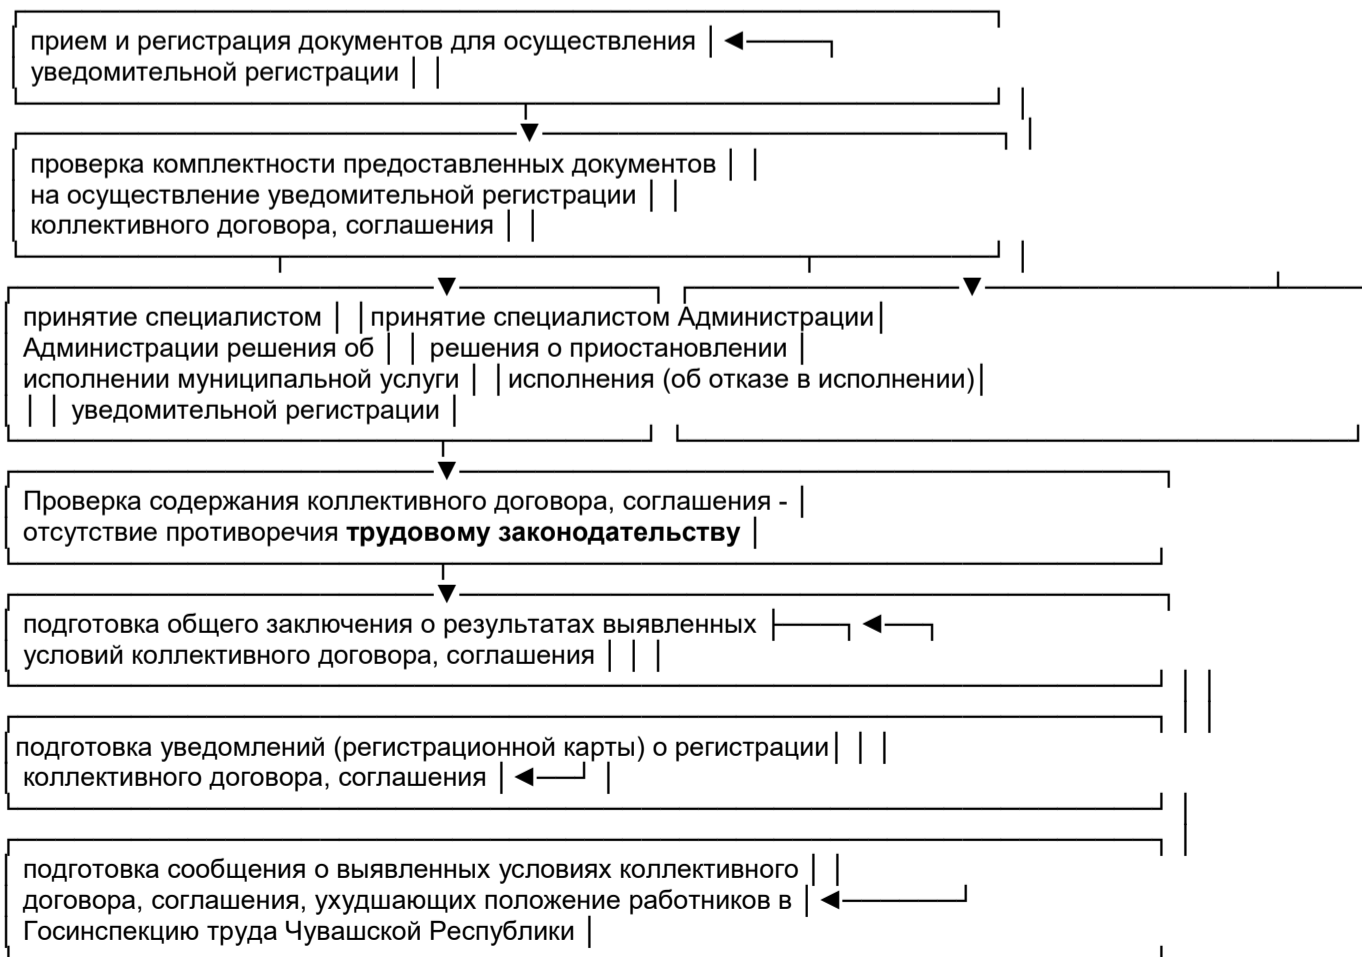 прием и регистрация документов для осуществления
уведомительной регистрации
проверка комплектности предоставленных документов
на осуществление уведомительной регистрации
коллективного договора, соглашения
принятие специалистом принятие специалистом Администрации
Администрации решения об решения о приостановлении
исполнении муниципальной услуги исполнения (об отказе в исполнении)
уведомительной регистрации
Проверка содержания коллективного договора, соглашения -
отсутствие противоречия трудовому законодательству
подготовка общего заключения о результатах выявленных
условий коллективного договора, соглашения
подготовка уведомлений (регистрационной карты) о регистрации
коллективного договора, соглашения
подготовка сообщения о выявленных условиях коллективного
договора, соглашения, ухудшающих положение работников в
Госинспекцию труда Чувашской Республики